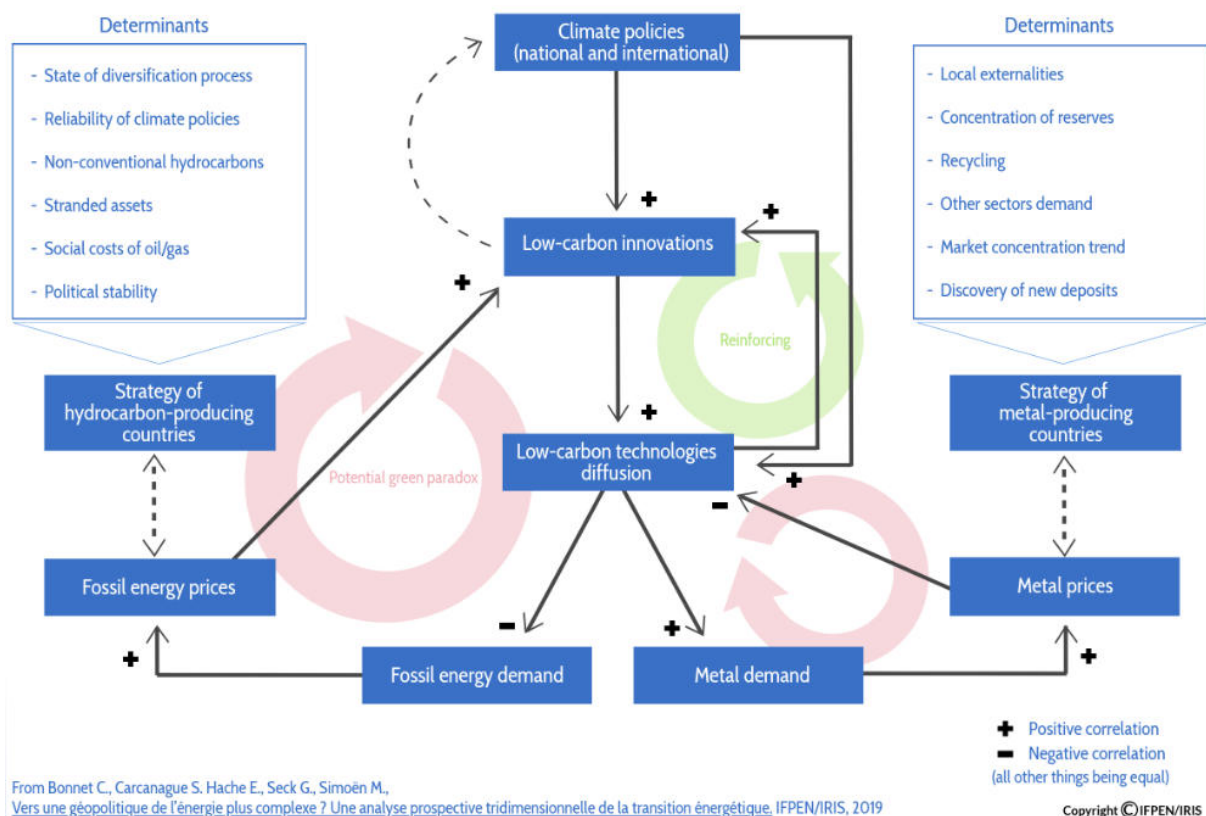 Determinants
- State of diversification process
- Reliability of climate policies
- Non-conventional hydrocarbons
- Stranded assets
- Social costs of oil/gas
- Political stability
Strategy of
hydrocarbon-producing
countries
Fossil energy prices
Climate policies
(national and international)
Low-carbon innovations
Reinforcing
Potential green paradox
Low-carbon technologies
diffusion
Fossil energy demand
Metal demand
Determinants
- Local externalities
- Concentration of reserves
- Recycling
- Other sectors demand
- Market concentration trend
- Discovery of new deposits
Strategy of
metal-producing
countries
Metal prices
+ Positive correlation
- Negative correlation
(all other things being equal)
From Bonnet C., Carcanague S. Hache E., Seck G., Simoën M.,
Vers une géopolitique de l'énergie plus complexe ? Une analyse prospective tridimensionnelle de la transition énergétique. IFPEN/IRIS, 2019
Copyright ©IFPEN/IRIS